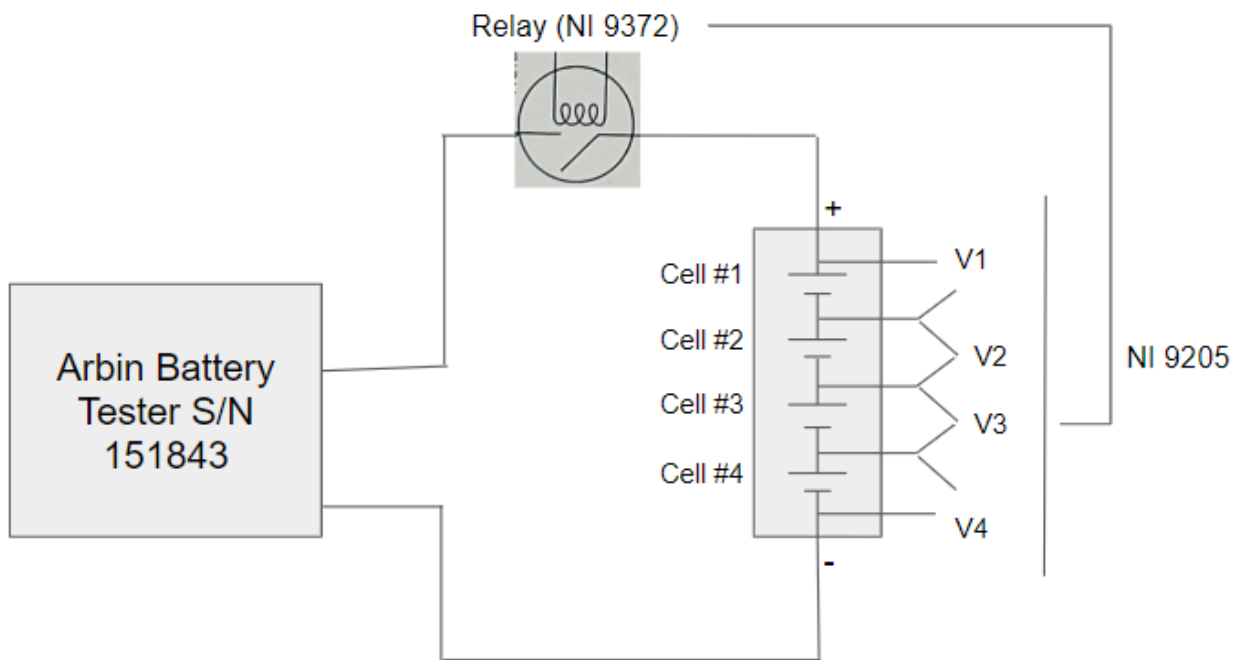 Relay (NI 9372)
+
Cell #1
V1
Cell #2
V2
Arbin Battery
Tester S/N
151843
NI 9205
Cell #3
V3
Cell #4
V4
-